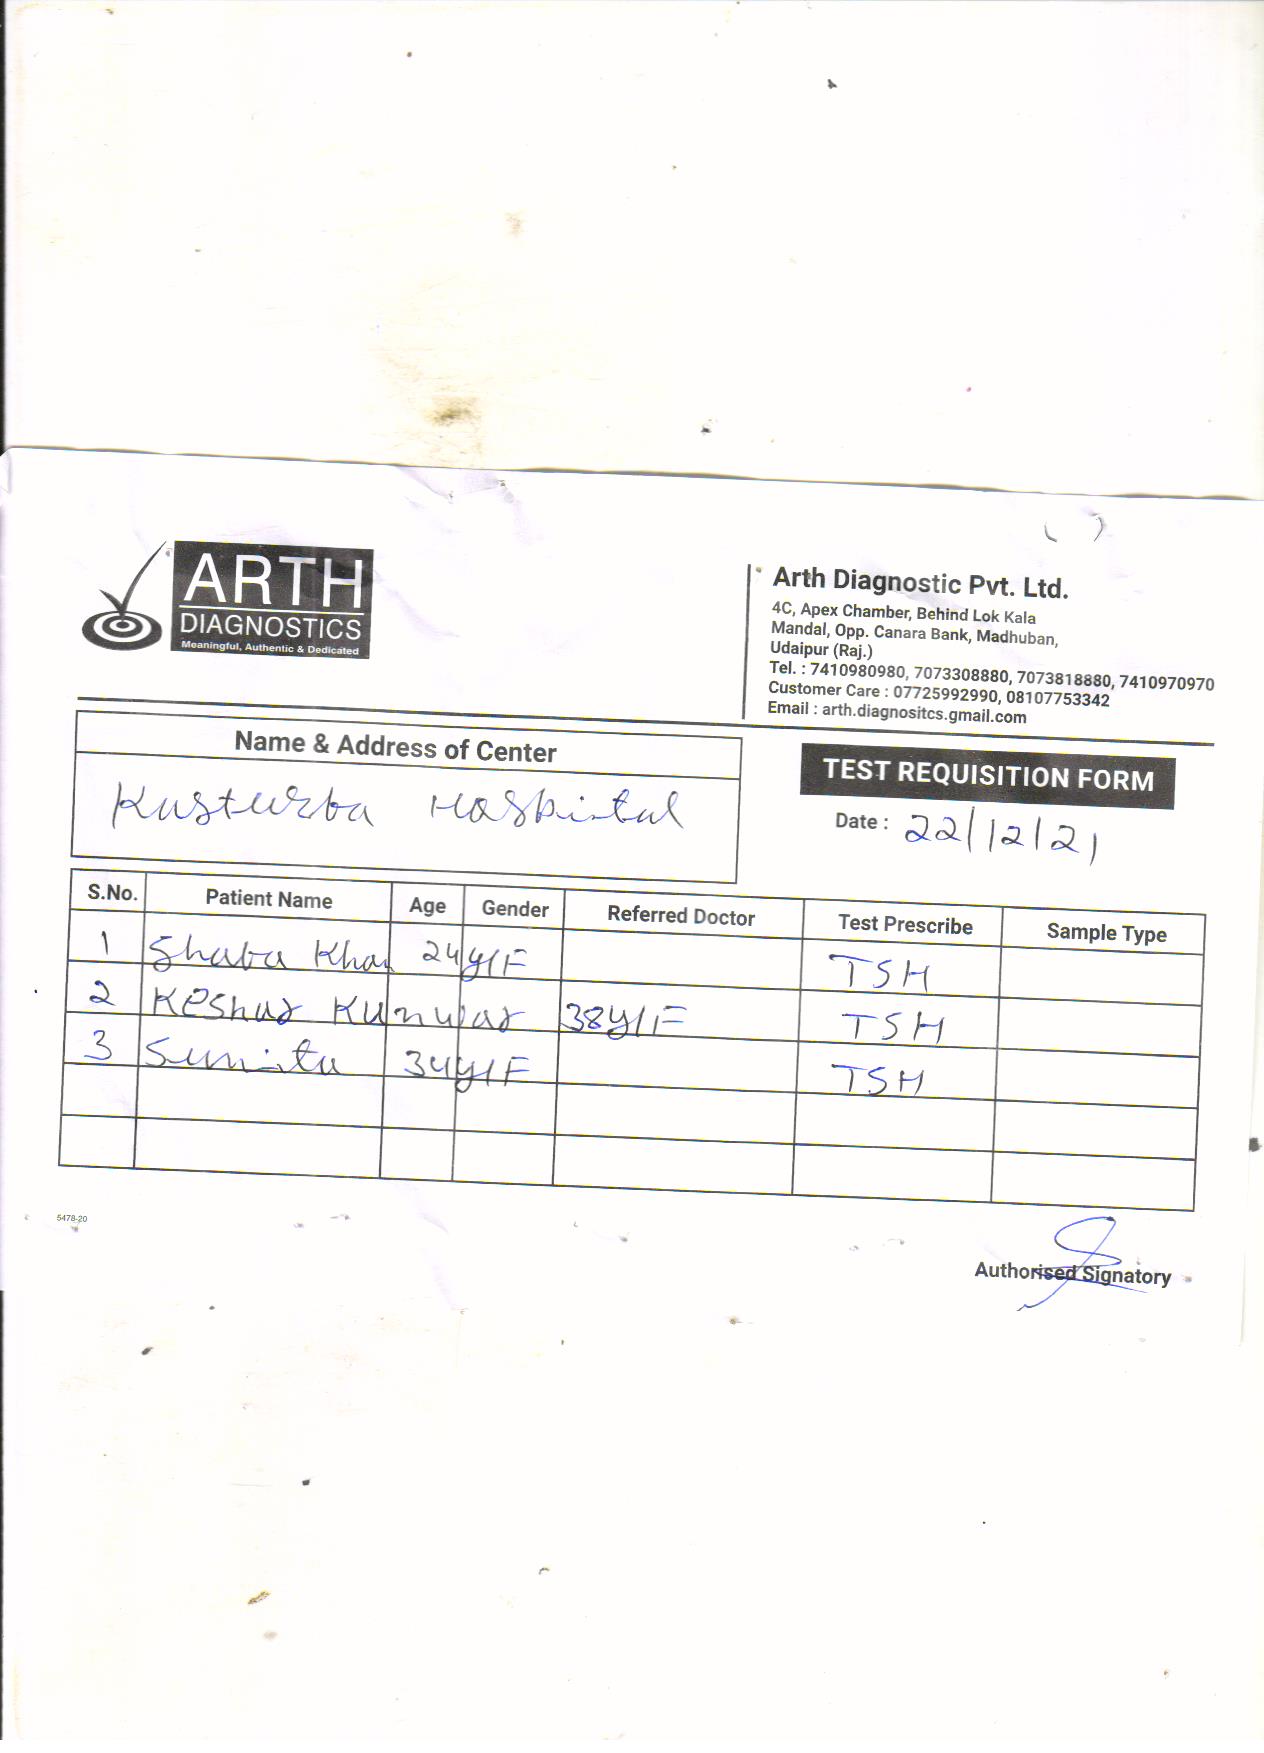 ARTH
DIAGNOSTICS
Meaningful, Authentic & Dedicated
Arth Diagnostic Pvt. Ltd.
4C, Apex Chamber, Behind Lok Kala
Mandal, Opp. Canara Bank, Madhuban,
Udaipur (Raj.)
Tel. : 7410980980, 7073308880, 7073818880, 7410970970
Customer Care : 07725992990, 08107753342
Email : arth.diagnositcs.gmail.com
Name & Address of Center
Kasturba Hospital
TEST REQUISITION FORM
Date : 22/12/21
S.No. Patient Name Age Gender Referred Doctor Test Prescribe Sample Type
1 Shaba Khan 24y/F TSH
2 Keshar Kunwar 38y/F TSH
3 Sunita 34y/F TSH
5478-20
Authorised Signatory